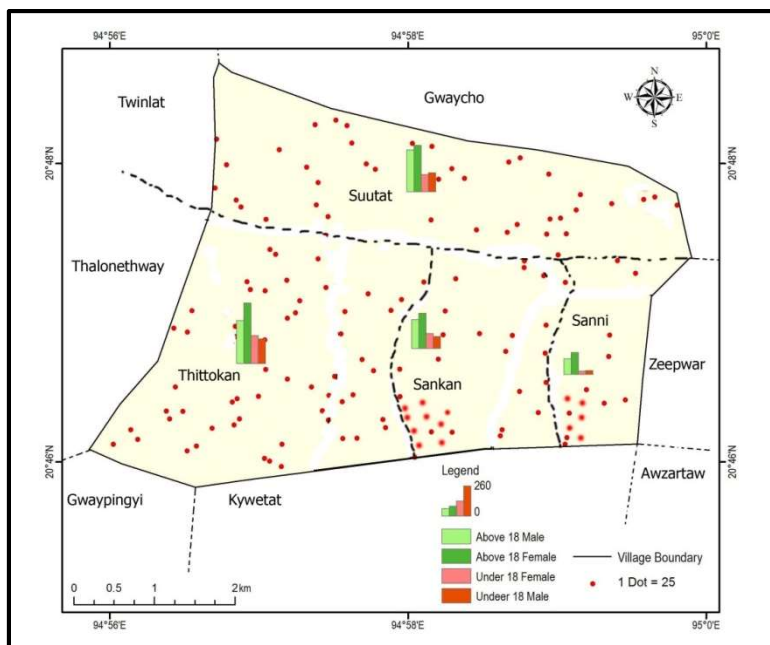 94°56'E 94°58'E 95°0'E
N
W E
S
Twinlat
Gwaycho
20°48'N 20°48'N
Suutat
Thalonethway
Sanni
Zeepwar
Thittokan
Sankan
20°46'N 20°46'N
Gwaypingyi
Kywetat
Awzartaw
Legend
260
0
Above 18 Male
Above 18 Female
Under 18 Female
Undeer 18 Male
Village Boundary
1 Dot = 25
0 0.5 1 2
km
94°56'E 94°58'E 95°0'E